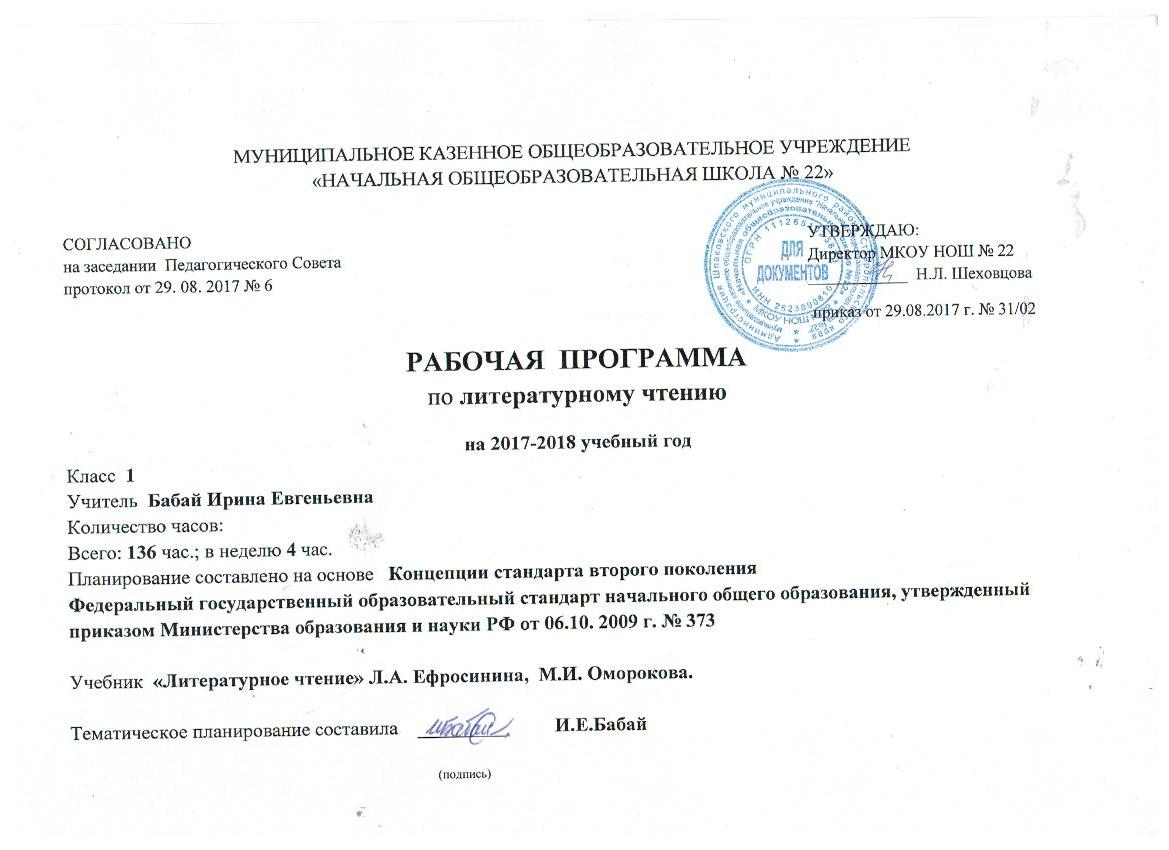 МУНИЦИПАЛЬНОЕ КАЗЕННОЕ ОБЩЕОБРАЗОВАТЕЛЬНОЕ УЧРЕЖДЕНИЕ
«НАЧАЛЬНАЯ ОБЩЕОБРАЗОВАТЕЛЬНАЯ ШКОЛА № 22»
СОГЛАСОВАНО
на заседании Педагогического Совета
протокол от 29. 08. 2017 № 6
УТВЕРЖДАЮ:
Директор МКОУ НОШ № 22
Н.Л. Шеховцова
приказ от 29.08.2017 г. № 31/02
ДЛЯ
ДОКУМЕНТОВ
МКОУ НОШ
РАБОЧАЯ ПРОГРАММА
по литературному чтению
на 2017-2018 учебный год
Класс 1
Учитель Бабай Ирина Евгеньевна
Количество часов:
Всего: 136 час.; в неделю 4 час.
Планирование составлено на основе Концепции стандарта второго поколения
Федеральный государственный образовательный стандарт начального общего образования, утвержденный
приказом Министерства образования и науки РФ от 06.10. 2009 г. № 373
Учебник «Литературное чтение» Л.А. Ефросинина, М.И. Оморокова.
Тематическое планирование составила И.Е.Бабай
(подпись)